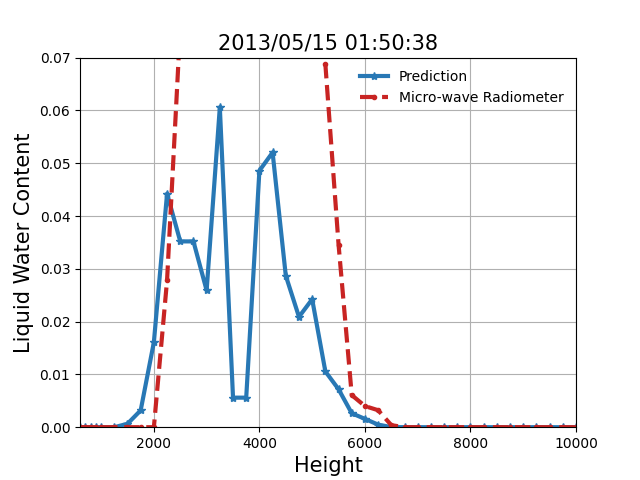 2013/05/15 01:50:38
0.07
0.06
0.05
0.04
0.03
0.02
0.01
0.00
Liquid Water Content
Prediction
Micro-wave Radiometer
2000 4000 6000 8000 10000
Height